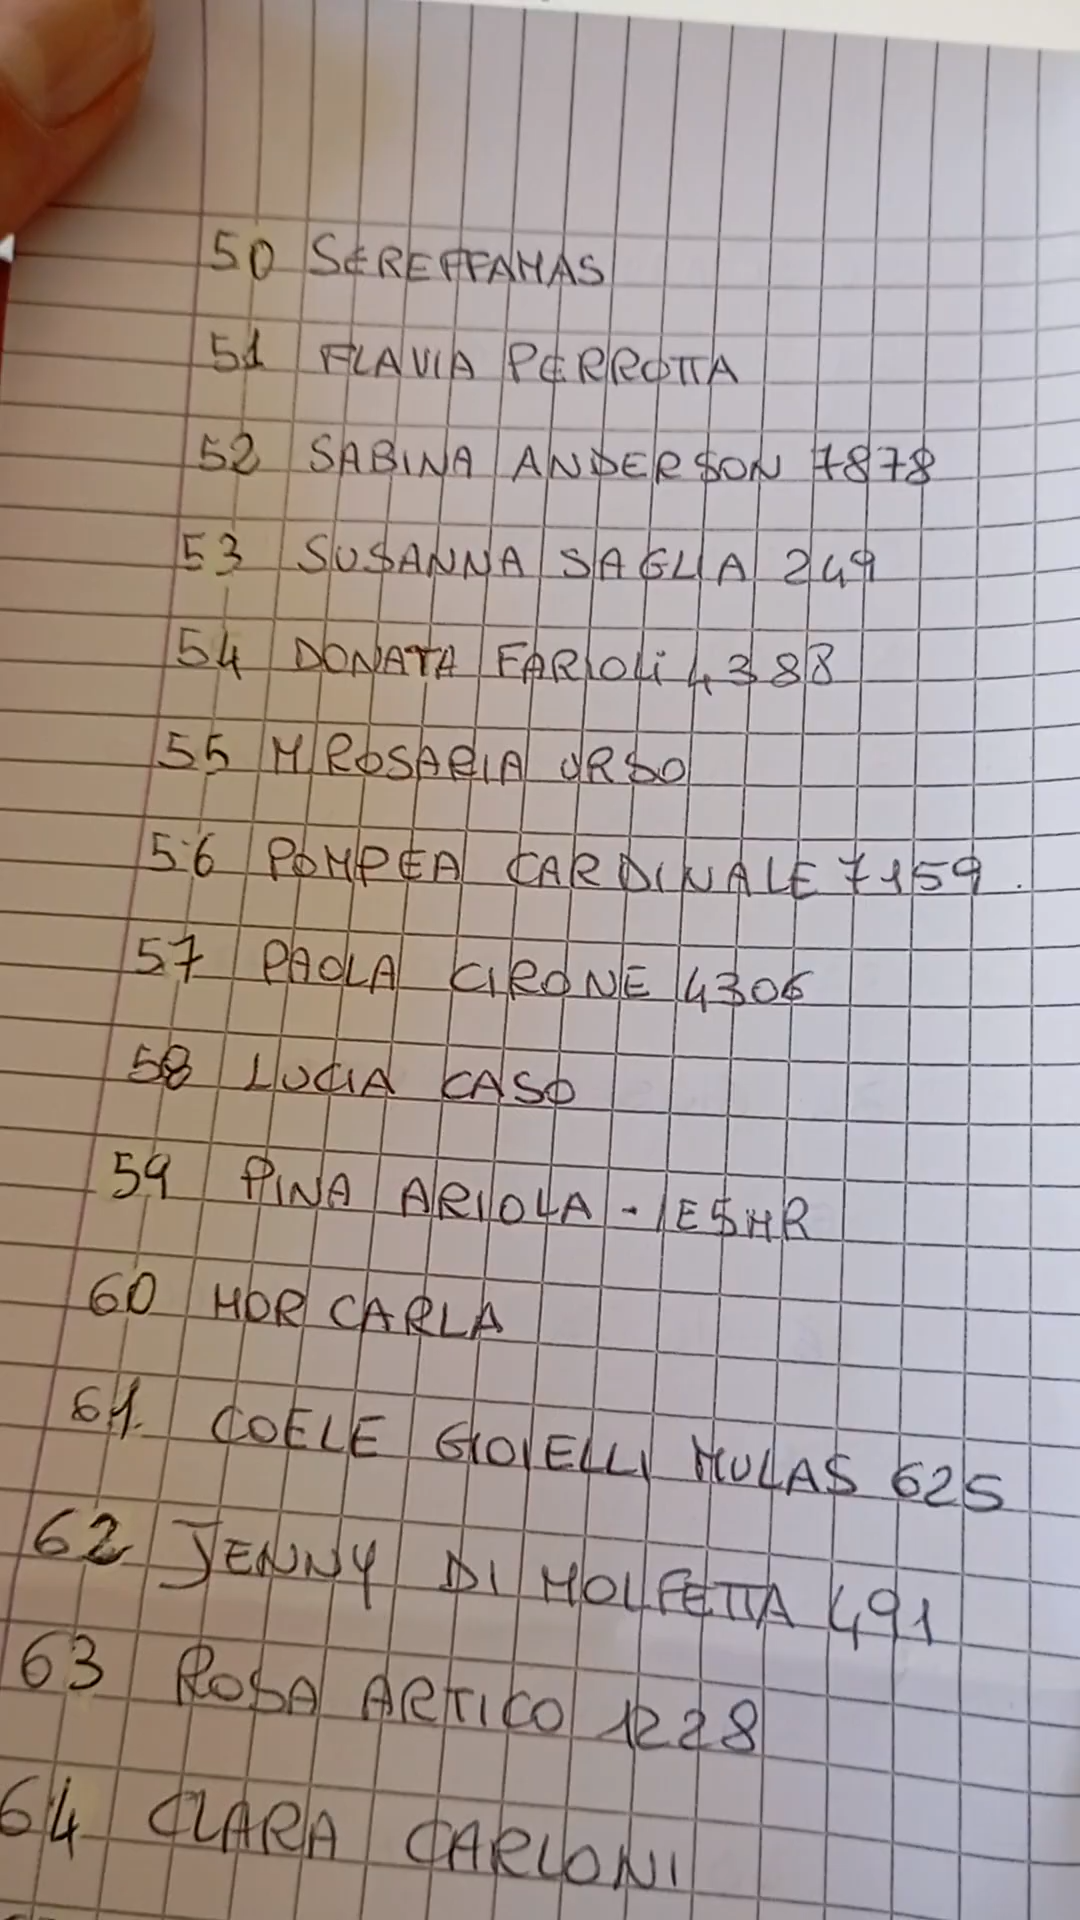 50 SEREFFAMAS
51 FLAVIA PERROTTA
52 SABINA ANDERSON 7878
53 SUSANNA SAGLIA 249
54 DONATA FARIOLi 4388
55 M ROSARIA URSO
56 POMPEA CARDINALE 7159.
57 PAOLA CIRONE 4306
58 LUCIA CASO
59 PINA ARIOLA - IESHR
60 MOR CARLA
61. COELE GIOIELLI MULAS 625
62 JENNY DI MOLFETTA 491
63 ROSA ARTICO 1228
64 CLARA CARLONI